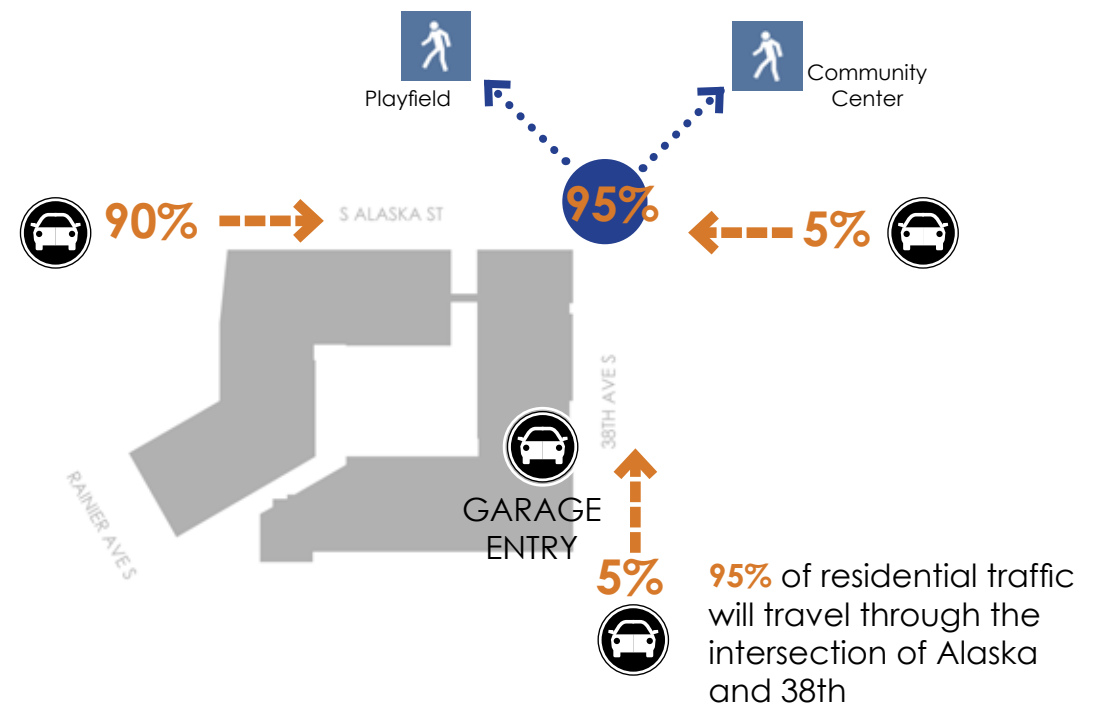 Playfield
Community
Center
90%
S ALASKA ST
95%
5%
38TH AVE S
RAINIER AVE S
GARAGE
ENTRY
5%
95% of residential traffic
will travel through the
intersection of Alaska
and 38th